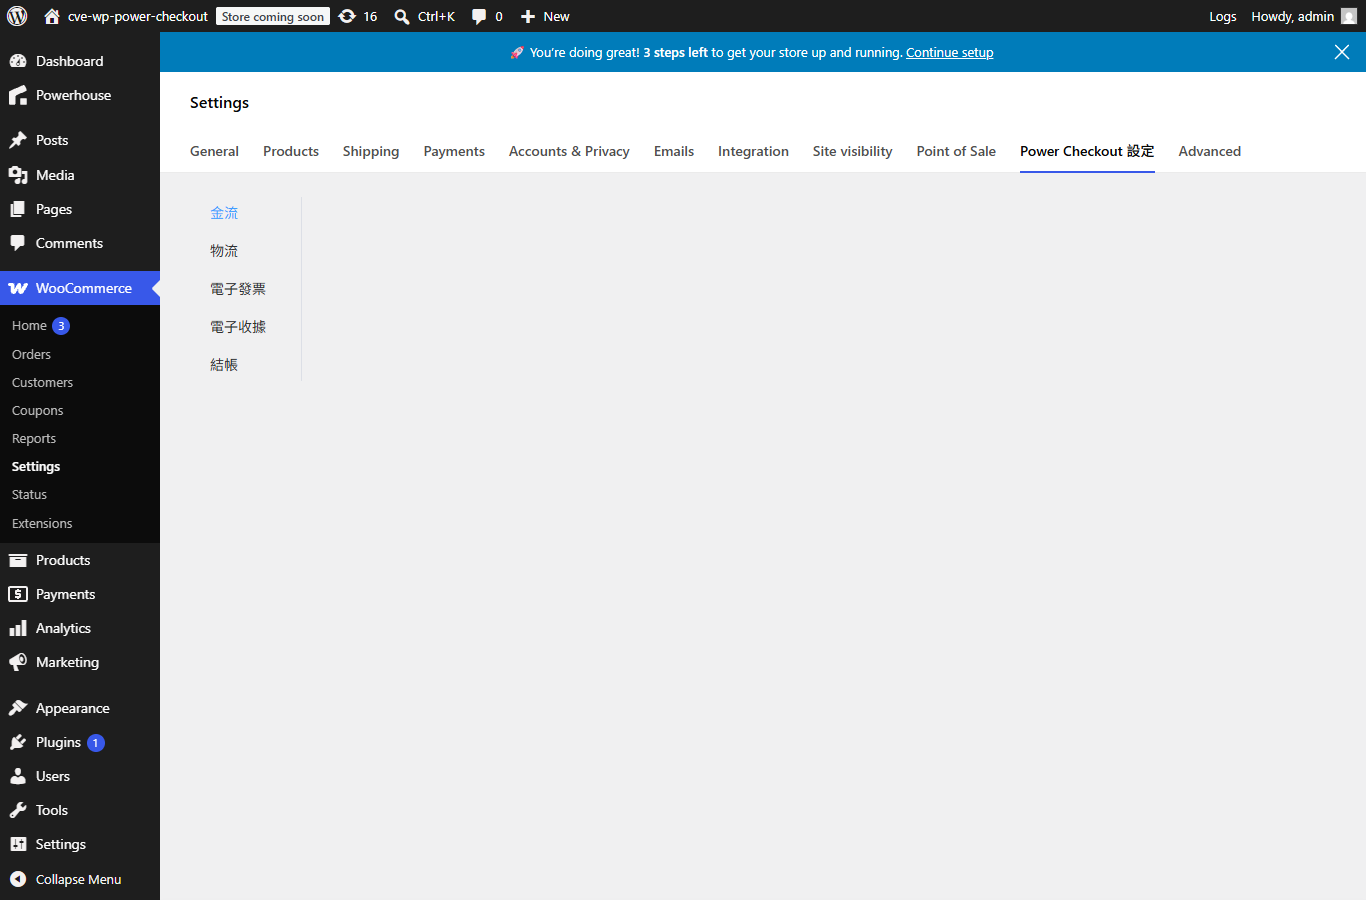 cve-wp-power-checkout Store coming soon 16 Ctrl+K 0 New Logs Howdy, admin
🚀 You're doing great! 3 steps left to get your store up and running. Continue setup
Dashboard
Powerhouse
Posts
Media
Pages
Comments
WooCommerce
Home 3
Orders
Customers
Coupons
Reports
Settings
Status
Extensions
Products
Payments
Analytics
Marketing
Appearance
Plugins 1
Users
Tools
Settings
Collapse Menu
Settings
General Products Shipping Payments Accounts & Privacy Emails Integration Site visibility Point of Sale Power Checkout 設定 Advanced
金流
物流
電子發票
電子收據
結帳